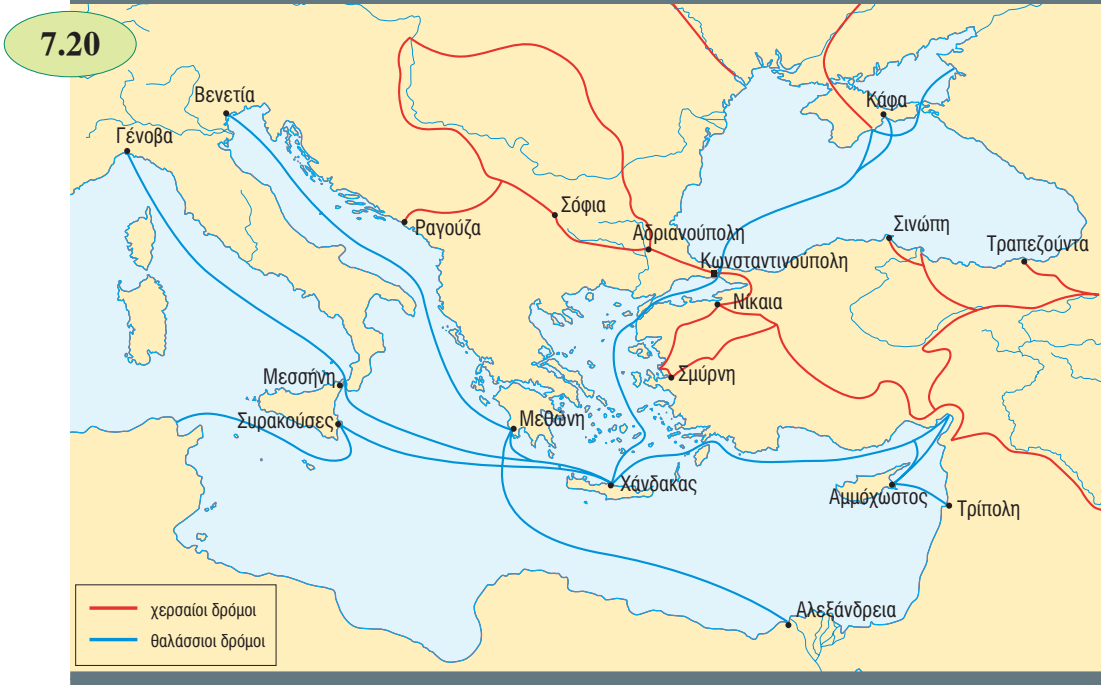 7.20
Βενετία
Γένοβα
Κάφα
Ραγούζα
Σόφια
Αδριανούπολη
Σινώπη
Τραπεζούντα
Κωνσταντινούπολη
Νίκαια
Μεσσήνη
Σμύρνη
Συρακούσες
Μεθώνη
Χάνδακας
Αμμόχωστος
Τρίπολη
Αλεξάνδρεια
χερσαίοι δρόμοι
θαλάσσιοι δρόμοι